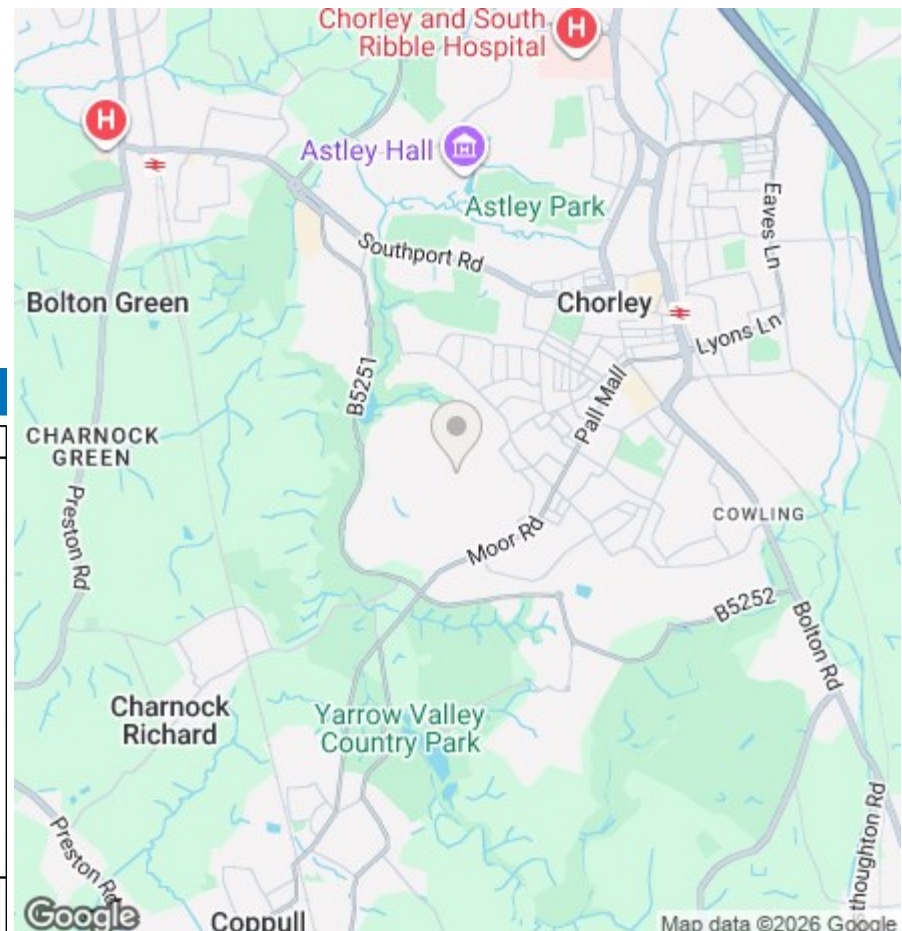 Chorley and South
Ribble Hospital
H
H
Astley Hall
Astley Park
Southport Rd
Eaves Ln
Bolton Green
Chorley
Lyons Ln
B5251
Pall Mall
CHARNOCK
GREEN
Preston Rd
Moor Rd
COWLING
B5252
Bolton Rd
Charnock
Richard
Yarrow Valley
Country Park
Preston Rd
sthoughton Rd
Google
Coppull
Map data ©2026 Google